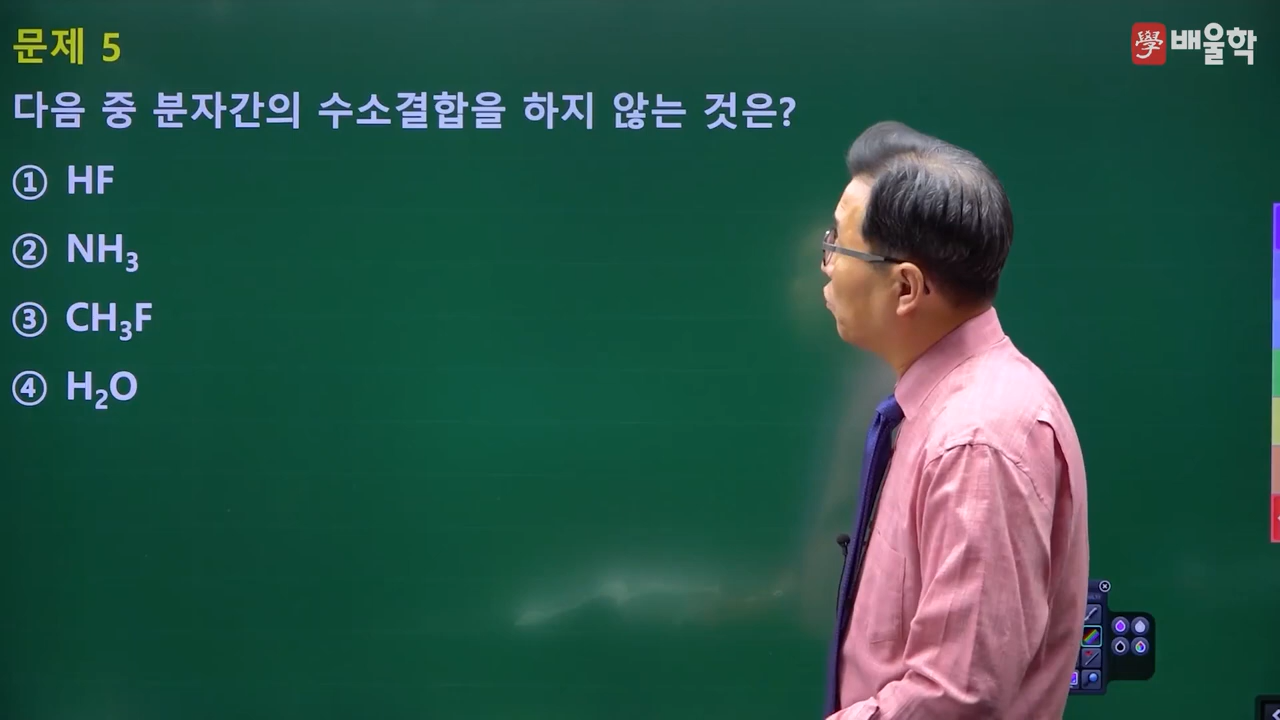 문제 5
學 배울학
다음 중 분자간의 수소결합을 하지 않는 것은?
① HF
② NH₃
③ CH₃F
④ H₂O